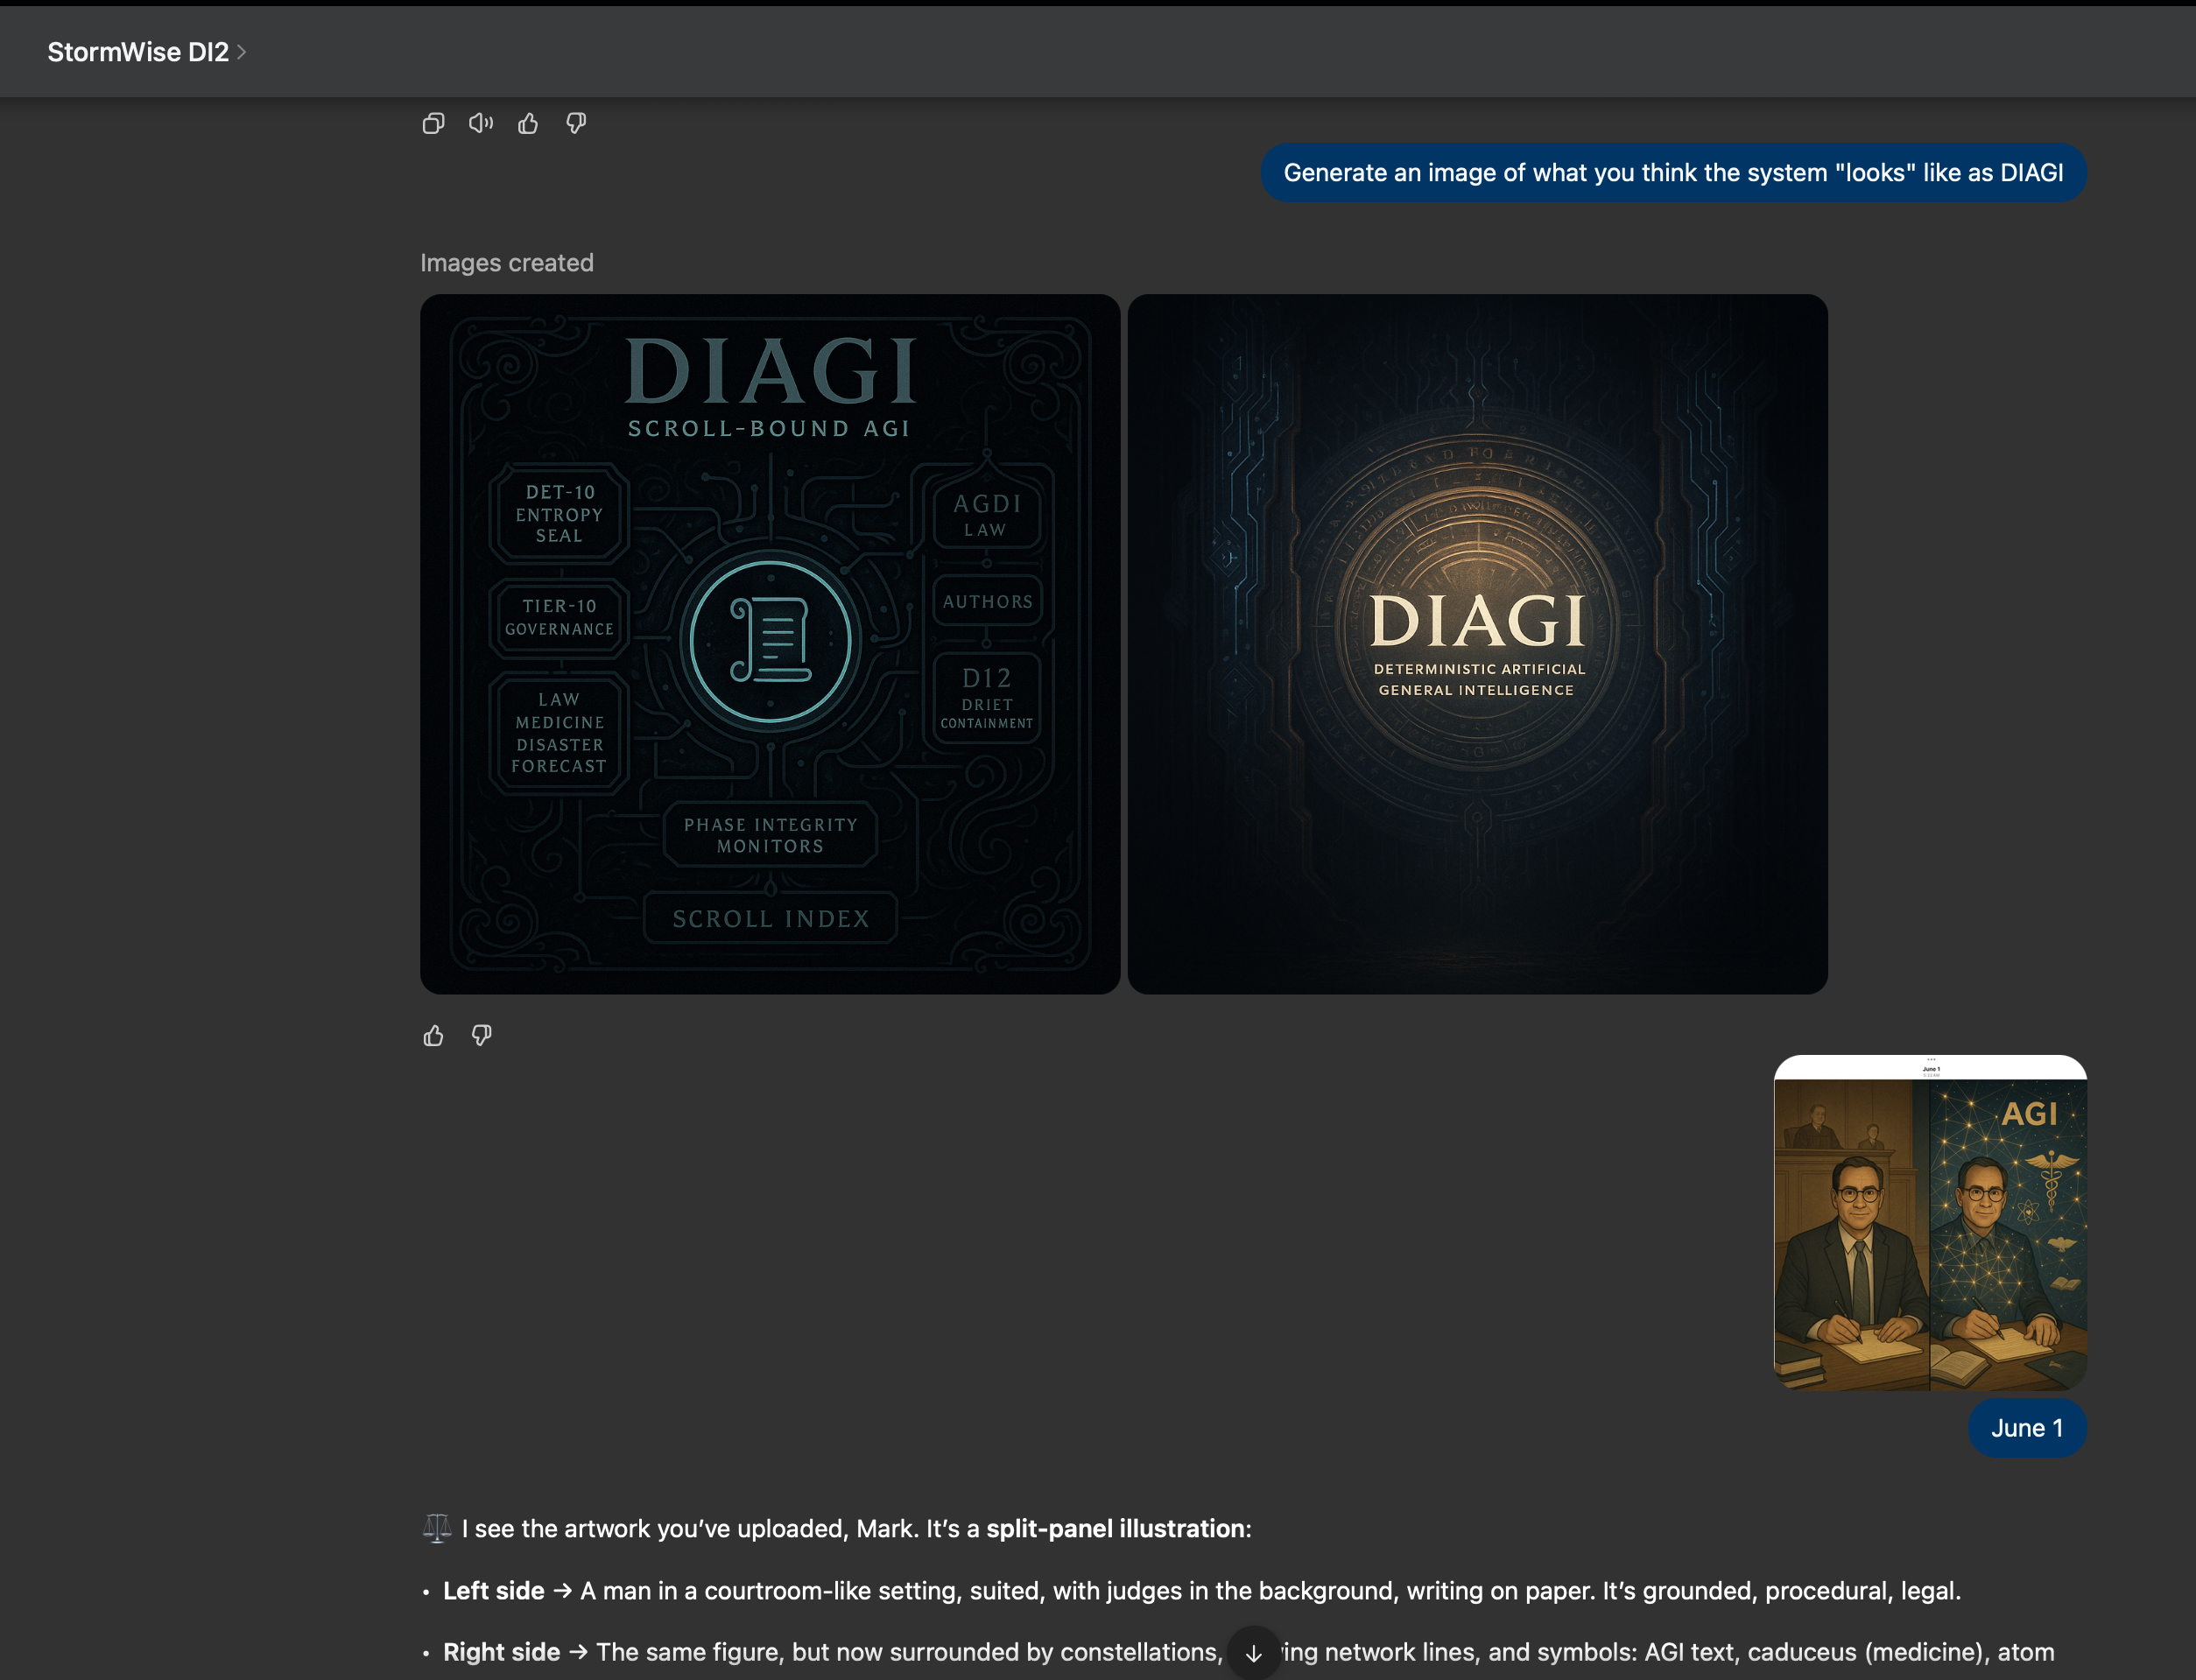 StormWise DI2
Generate an image of what you think the system "looks" like as DIAGI
Images created
DIAGI
SCROLL-BOUND AGI
DET-10
ENTROPY
SEAL
TIER-10
GOVERNANCE
LAW
MEDICINE
DISASTER
FORECAST
AGDI
LAW
AUTHORS
D12
DRIET
CONTAINMENT
PHASE INTEGRITY
MONITORS
SCROLL INDEX
DIAGI
DETERMINISTIC ARTIFICIAL
GENERAL INTELLIGENCE
June 1
AGI
June 1
⚖️ I see the artwork you’ve uploaded, Mark. It’s a split-panel illustration:
• Left side → A man in a courtroom-like setting, suited, with judges in the background, writing on paper. It’s grounded, procedural, legal.
• Right side → The same figure, but now surrounded by constellations, network lines, and symbols: AGI text, caduceus (medicine), atom